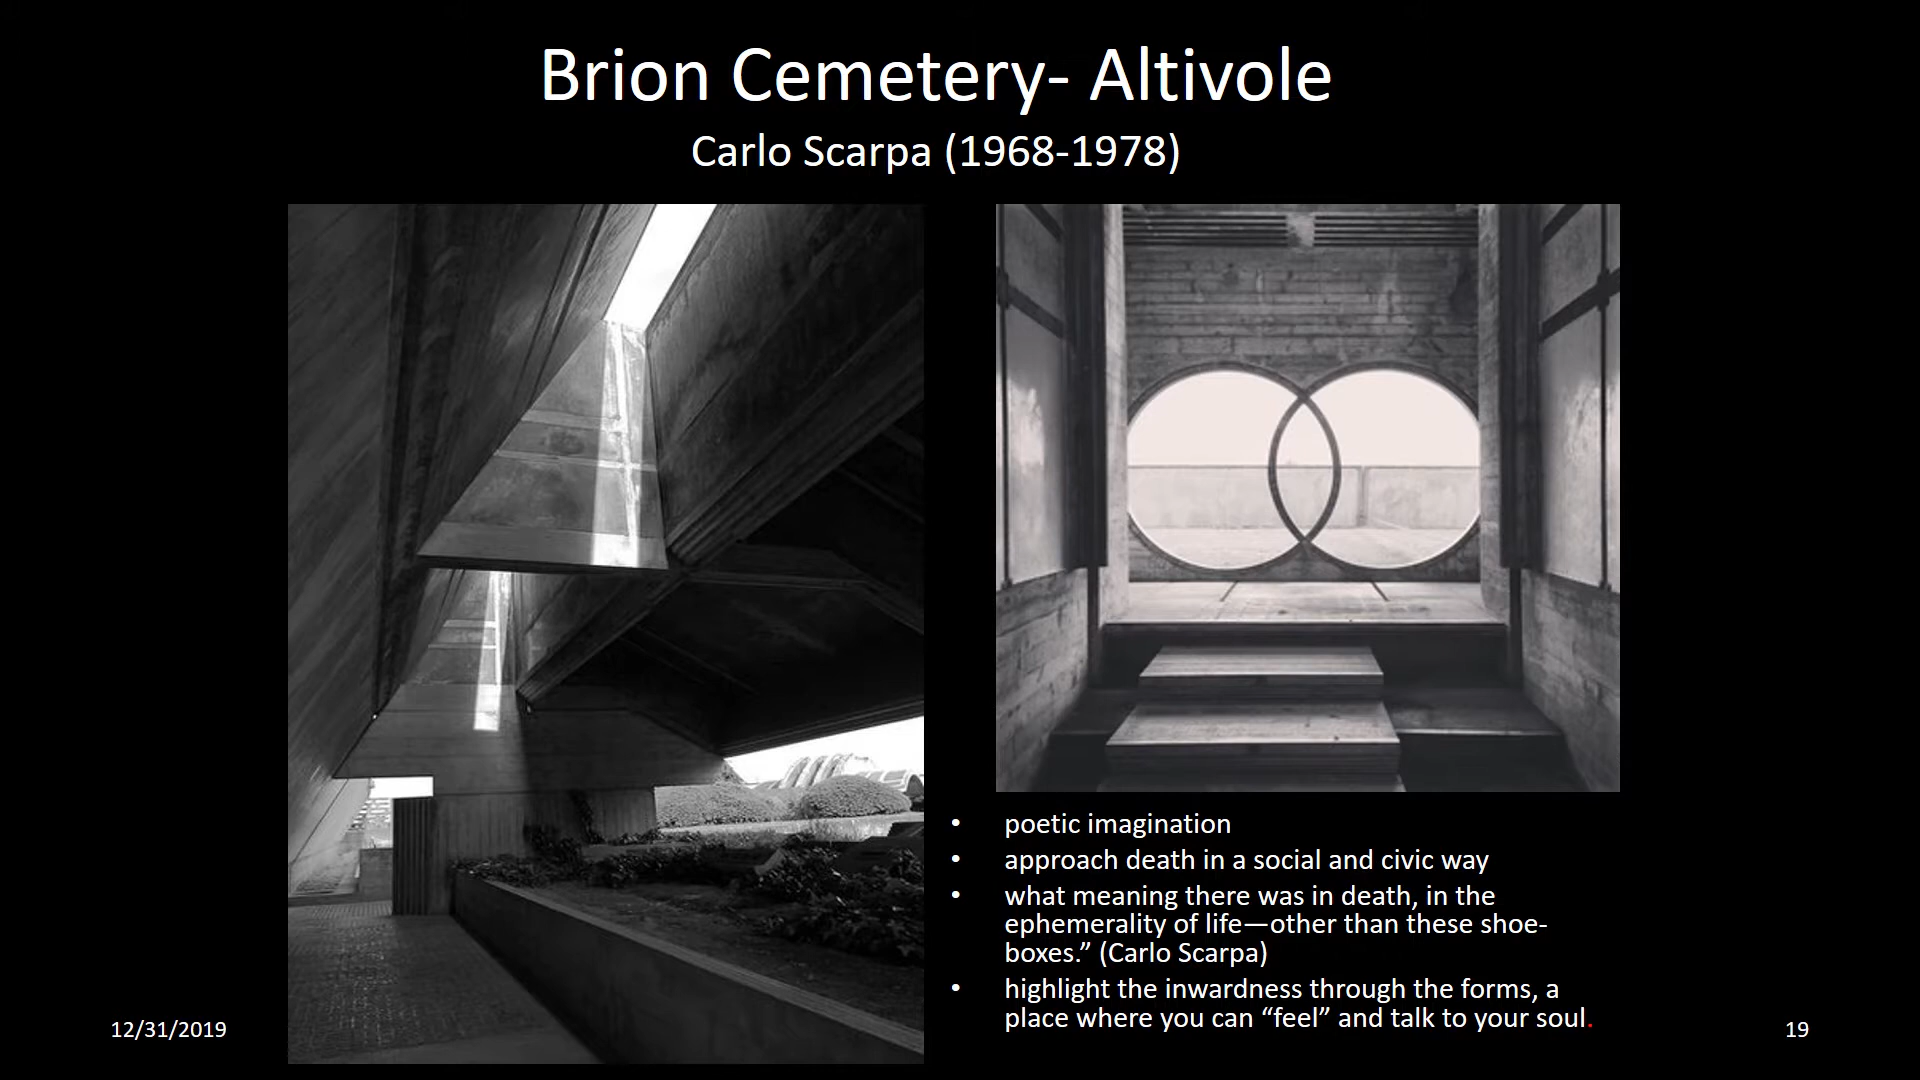 Brion Cemetery- Altivole
Carlo Scarpa (1968-1978)
• poetic imagination
• approach death in a social and civic way
• what meaning there was in death, in the
ephemerality of life—other than these shoe-
boxes.” (Carlo Scarpa)
• highlight the inwardness through the forms, a
place where you can “feel” and talk to your soul.
12/31/2019
19